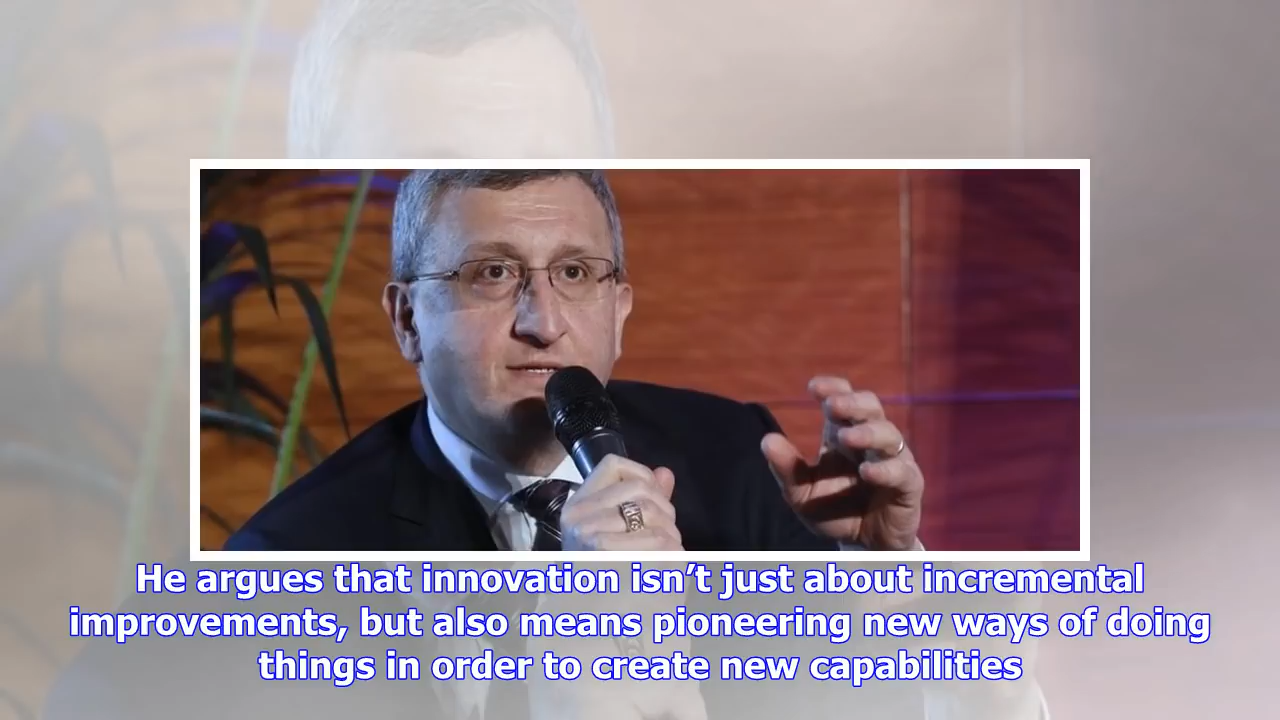 He argues that innovation isn’t just about incremental
improvements, but also means pioneering new ways of doing
things in order to create new capabilities